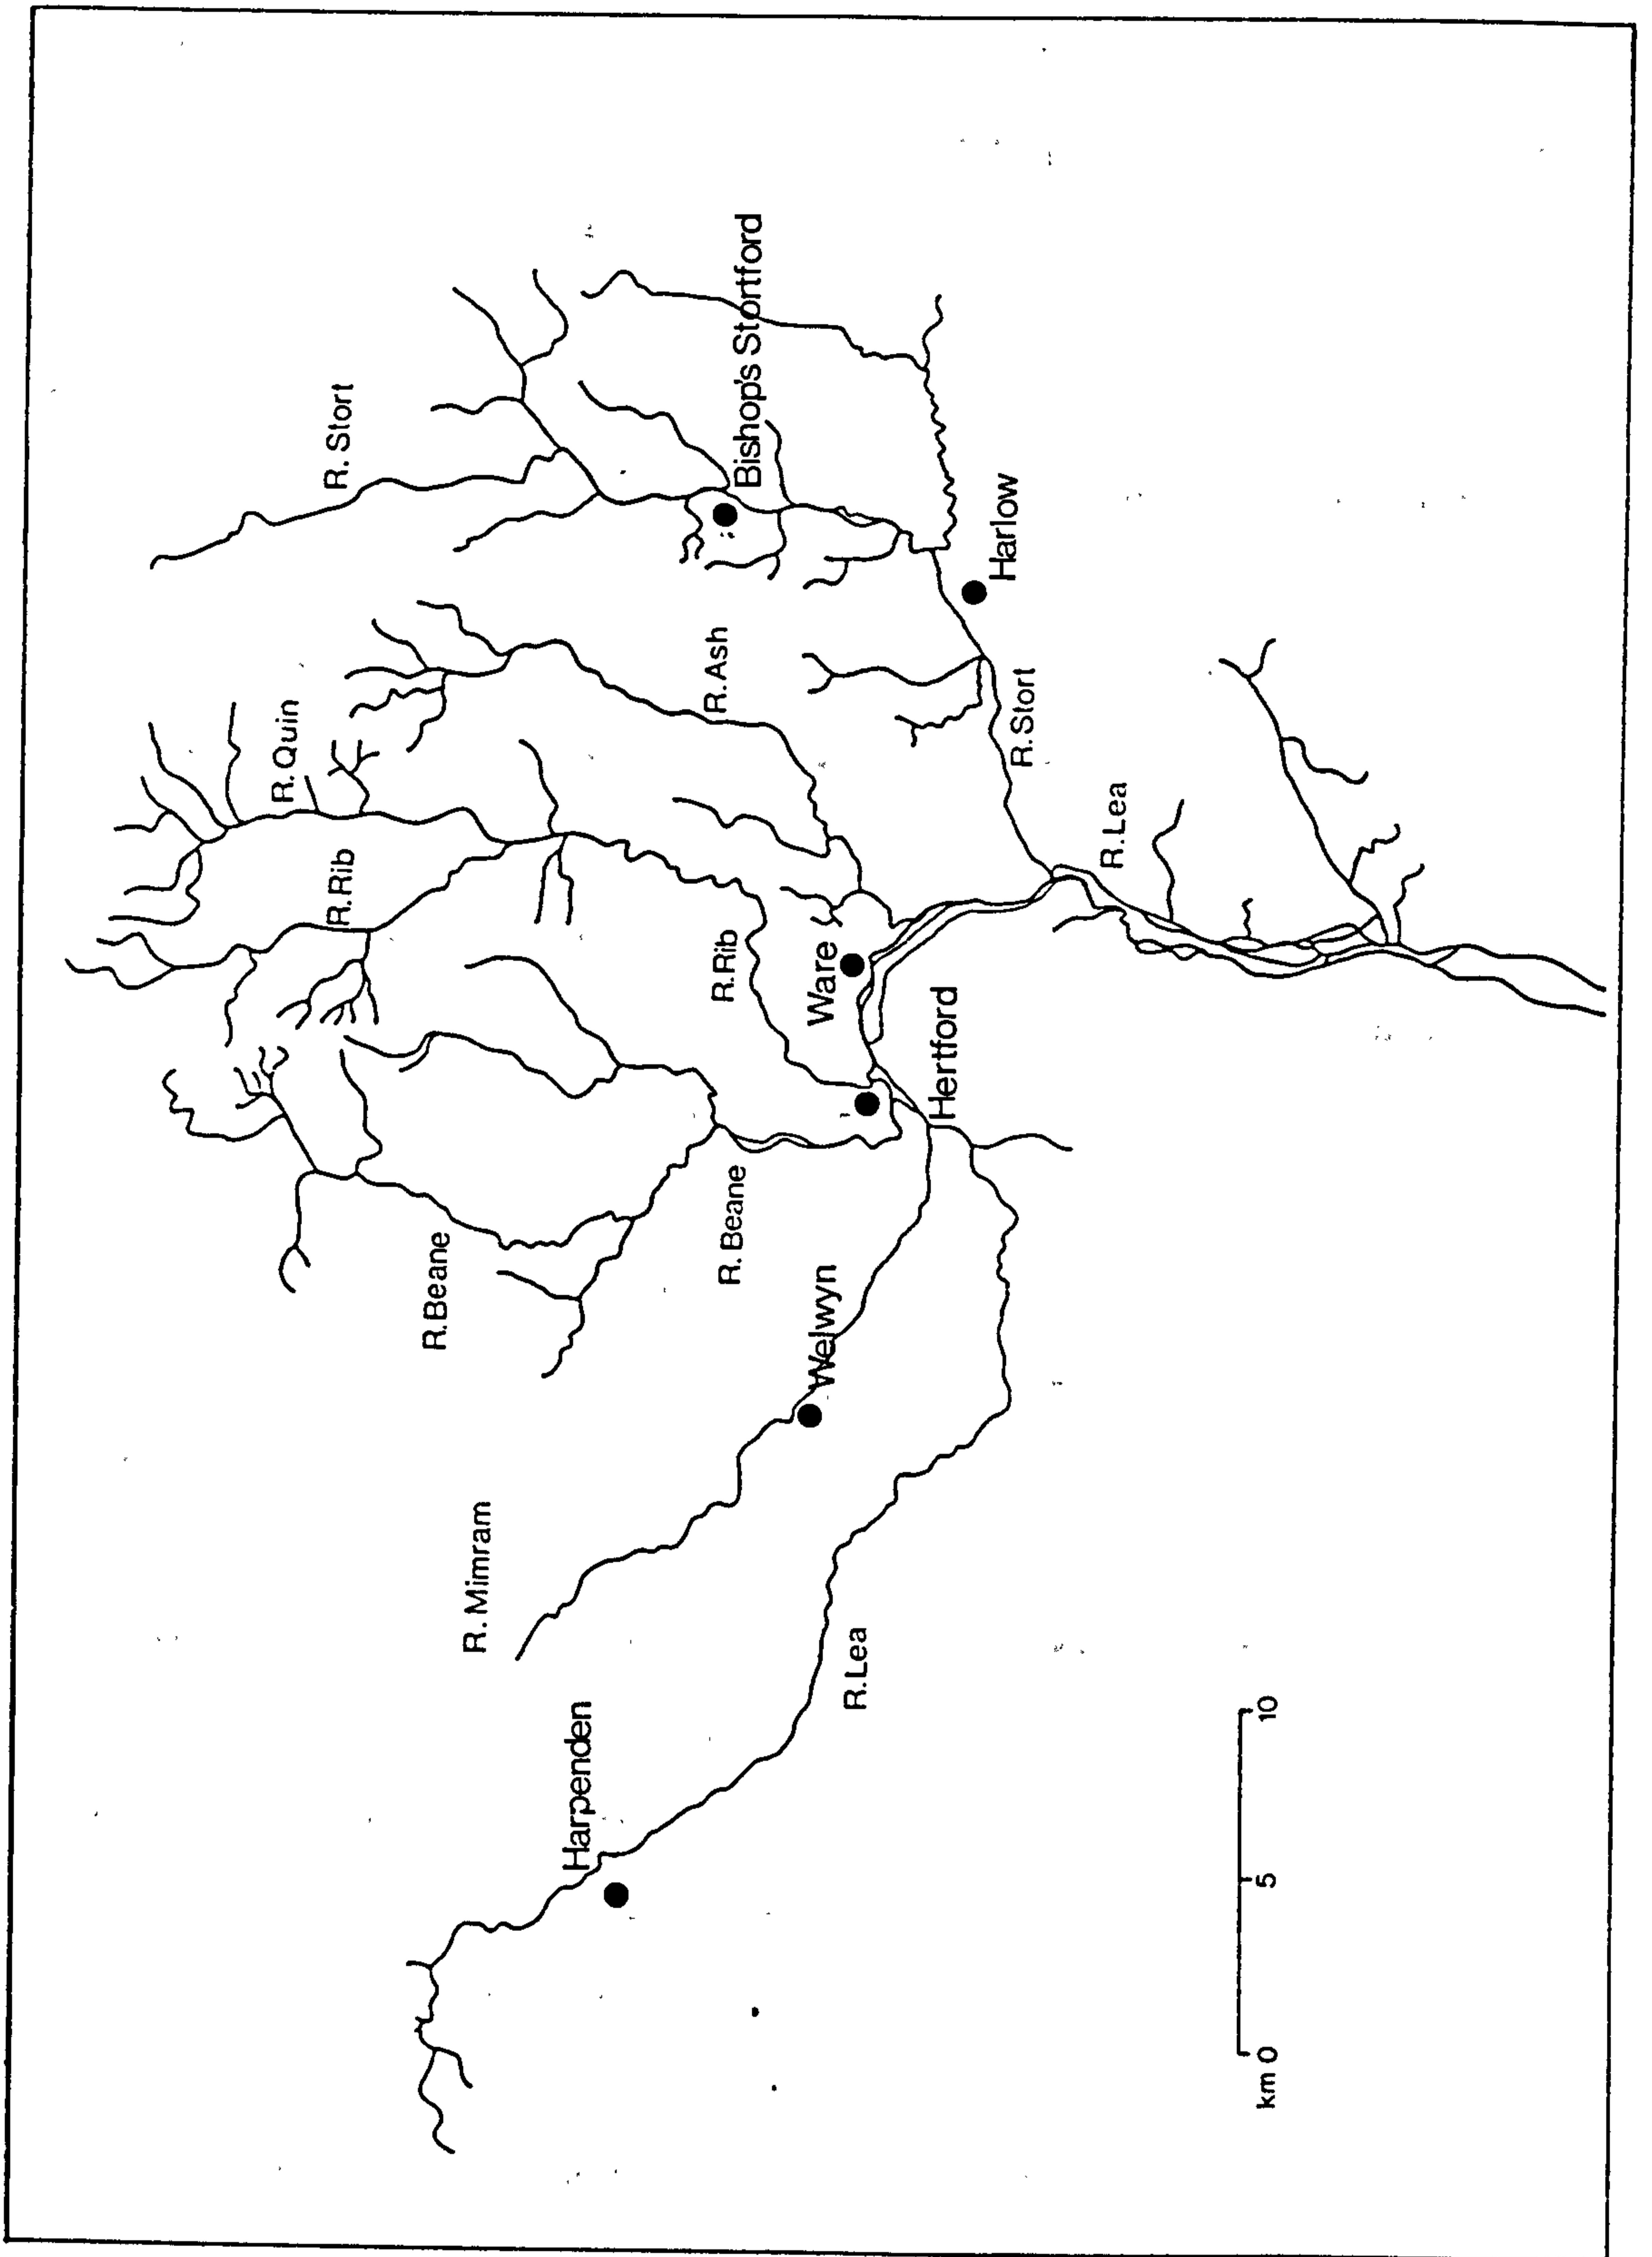 R. Stort
Bishop's Stortford
R. Quin
R. Ash
Harlow
R. Rib
R. Stort
R. Rib
Ware
R. Lea
Hertford
R. Beane
R. Beane
Welwyn
R. Mimram
R. Lea
Harpenden
km 0 5 10